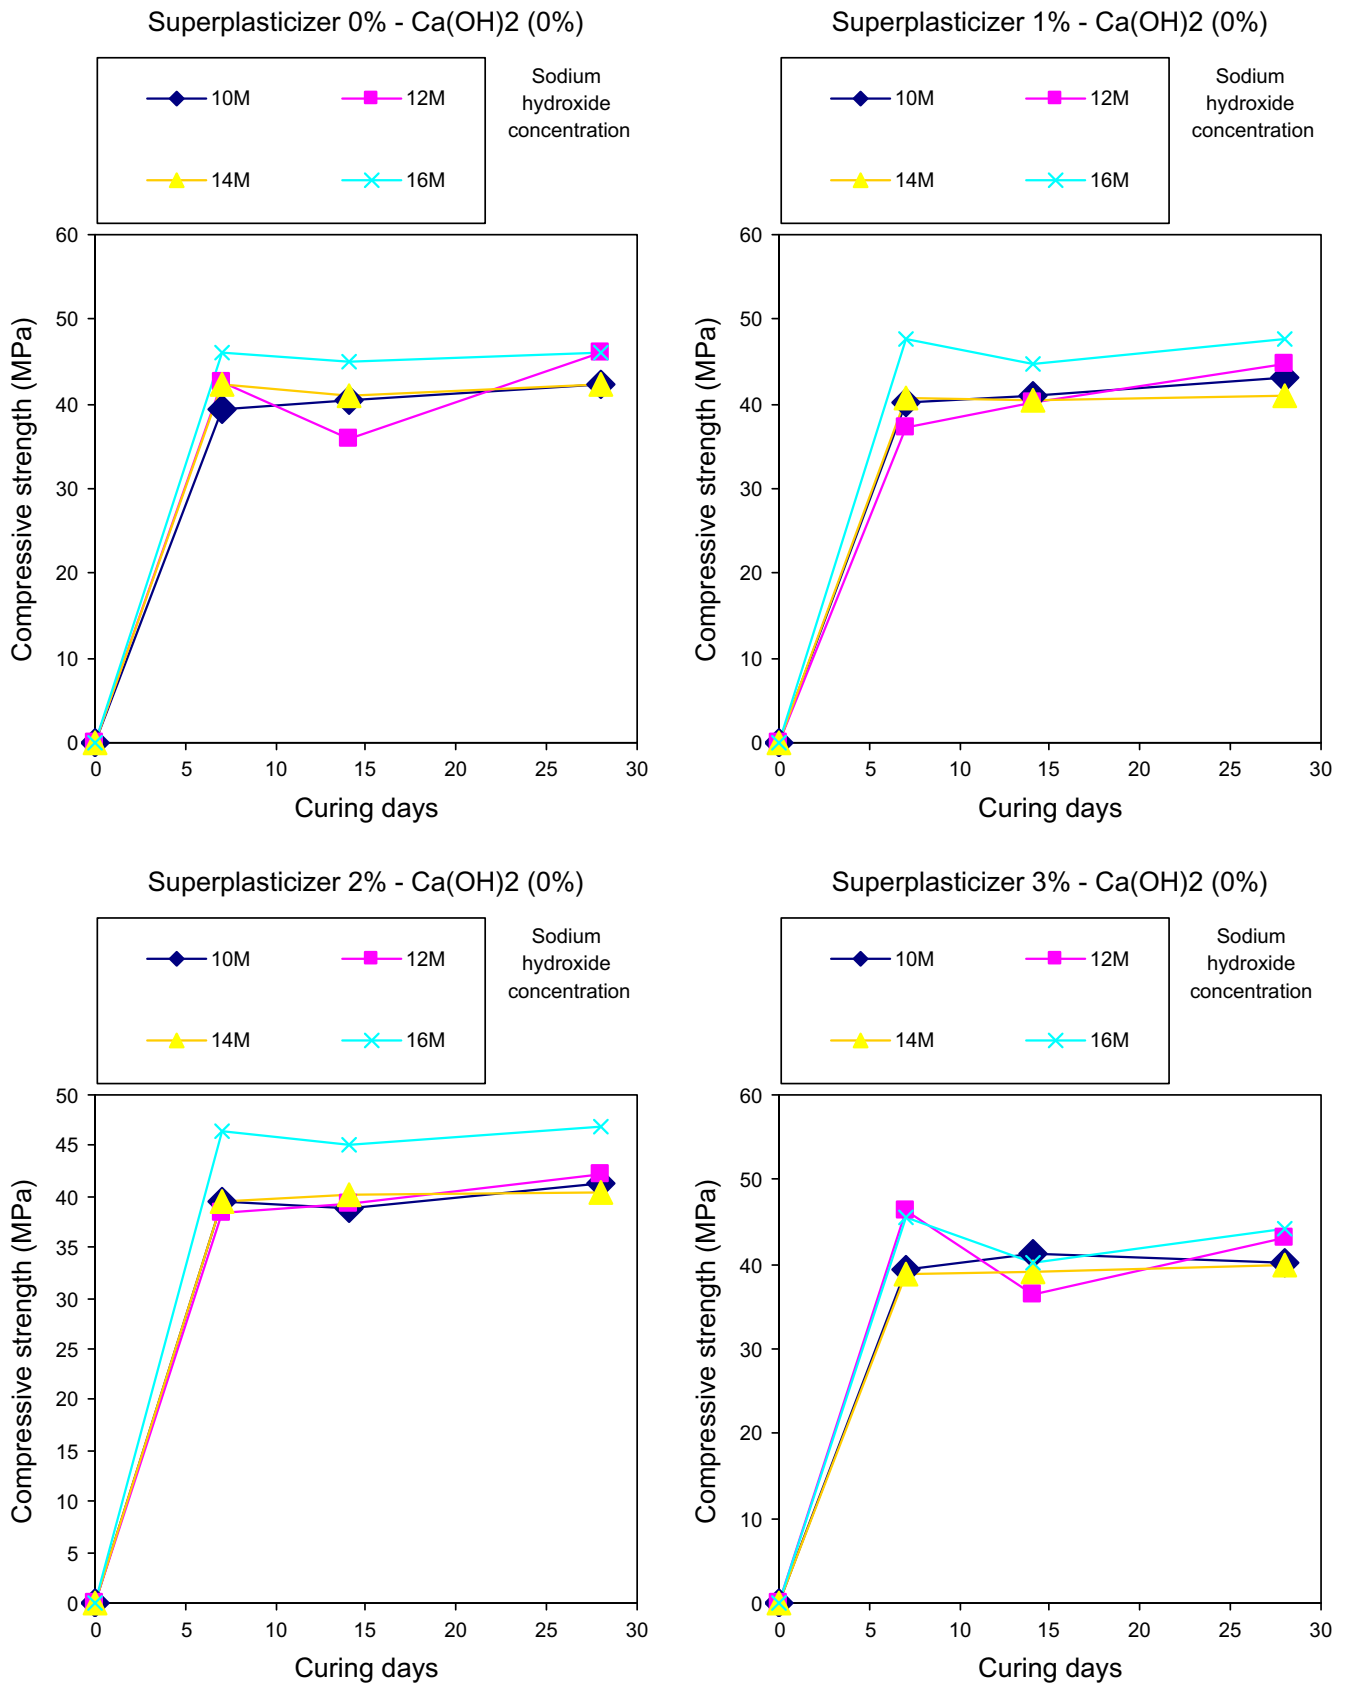 Superplasticizer 0% - Ca(OH)2 (0%)
10M
12M
14M
16M
Sodium
hydroxide
concentration
60
50
40
30
20
10
0
Compressive strength (MPa)
0 5 10 15 20 25 30
Curing days
Superplasticizer 1% - Ca(OH)2 (0%)
10M
12M
14M
16M
Sodium
hydroxide
concentration
60
50
40
30
20
10
0
Compressive strength (MPa)
0 5 10 15 20 25 30
Curing days
Superplasticizer 2% - Ca(OH)2 (0%)
10M
12M
14M
16M
Sodium
hydroxide
concentration
50
45
40
35
30
25
20
15
10
5
0
Compressive strength (MPa)
0 5 10 15 20 25 30
Curing days
Superplasticizer 3% - Ca(OH)2 (0%)
10M
12M
14M
16M
Sodium
hydroxide
concentration
60
50
40
30
20
10
0
Compressive strength (MPa)
0 5 10 15 20 25 30
Curing days